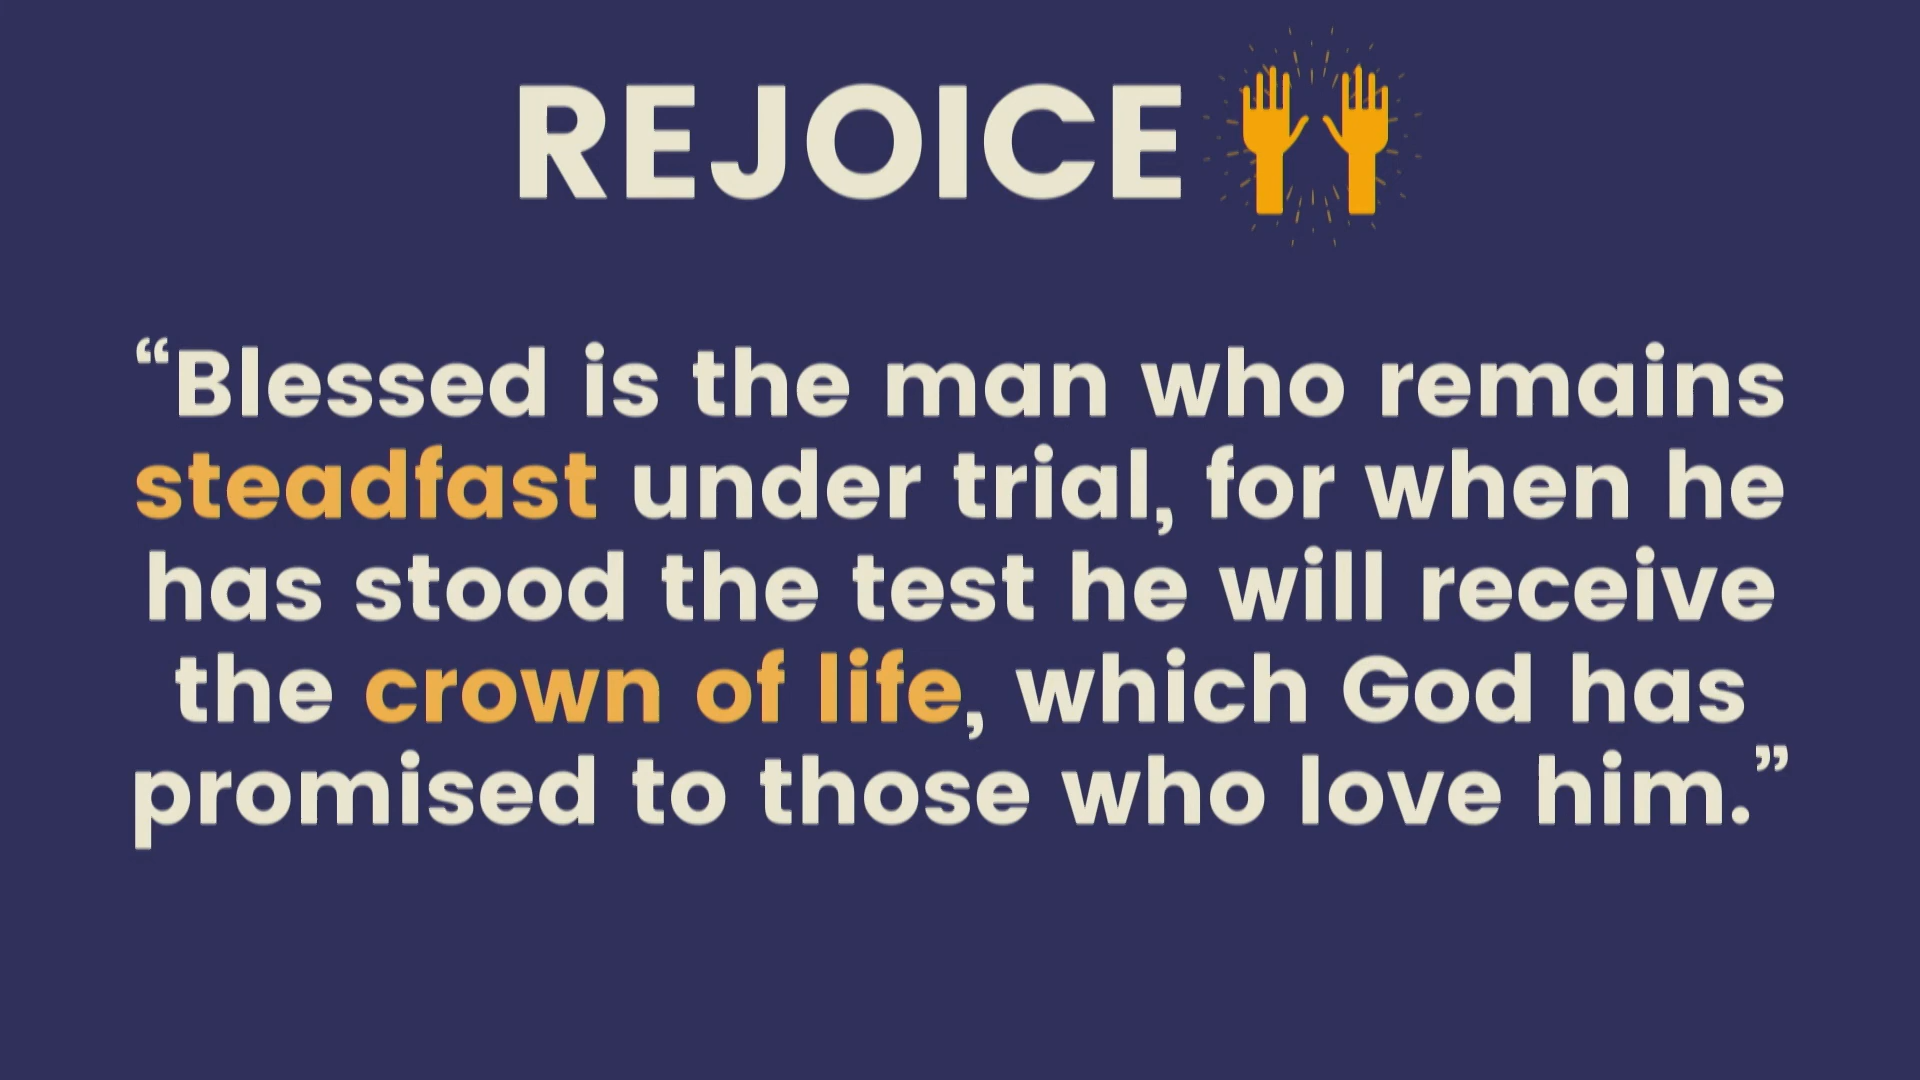 REJOICE
“Blessed is the man who remains
steadfast under trial, for when he
has stood the test he will receive
the crown of life, which God has
promised to those who love him.”